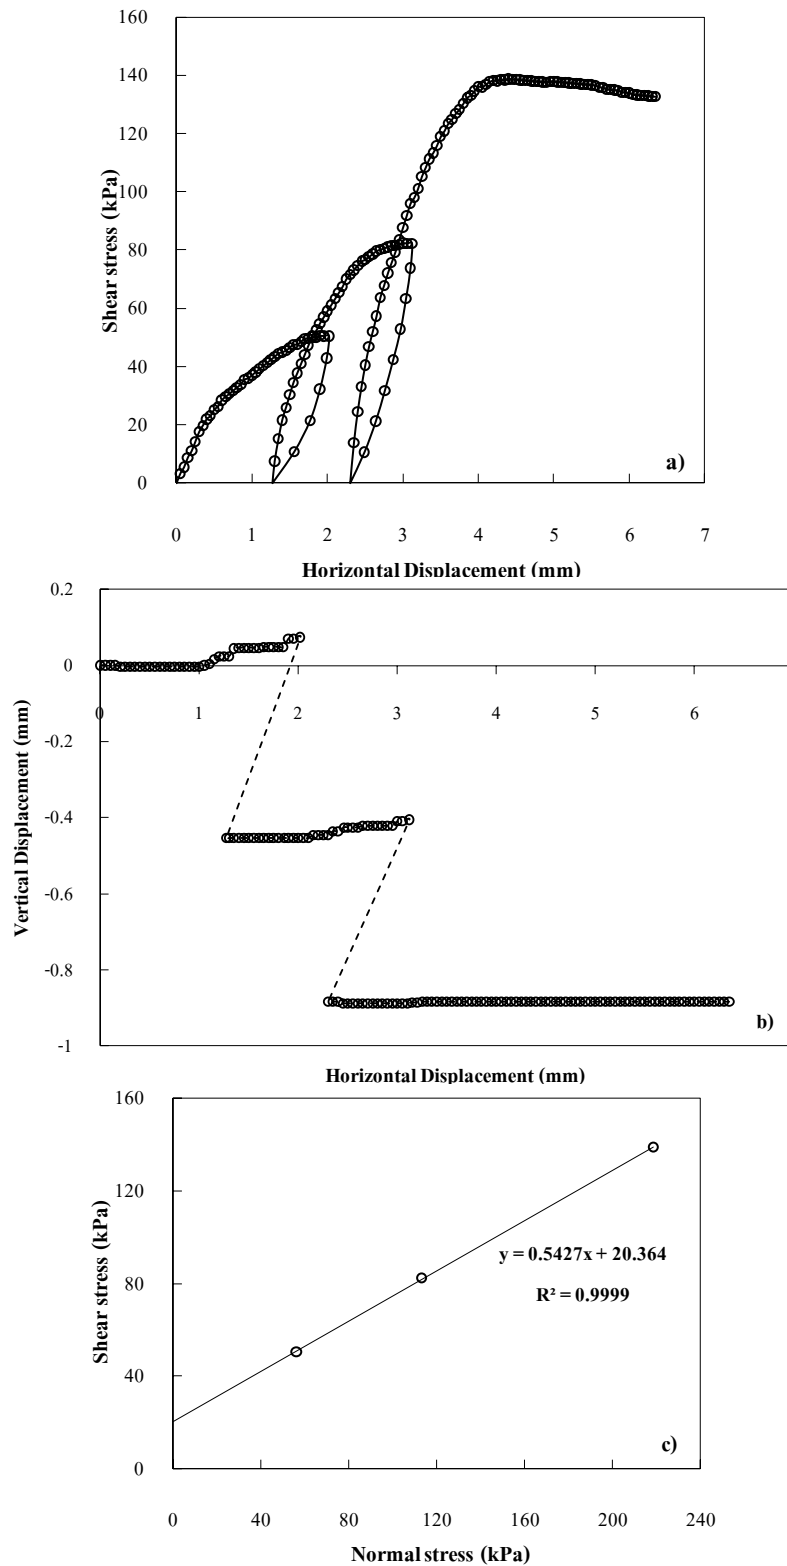 160
140
120
100
80
60
40
20
0
Shear stress (kPa)
a)
0 1 2 3 4 5 6 7
Horizontal Displacement (mm)
0.2
0
-0.2
-0.4
-0.6
-0.8
-1
Vertical Displacement (mm)
0 1 2 3 4 5 6
b)
Horizontal Displacement (mm)
160
120
80
40
0
Shear stress (kPa)
y = 0.5427x + 20.364
R² = 0.9999
c)
0 40 80 120 160 200 240
Normal stress (kPa)